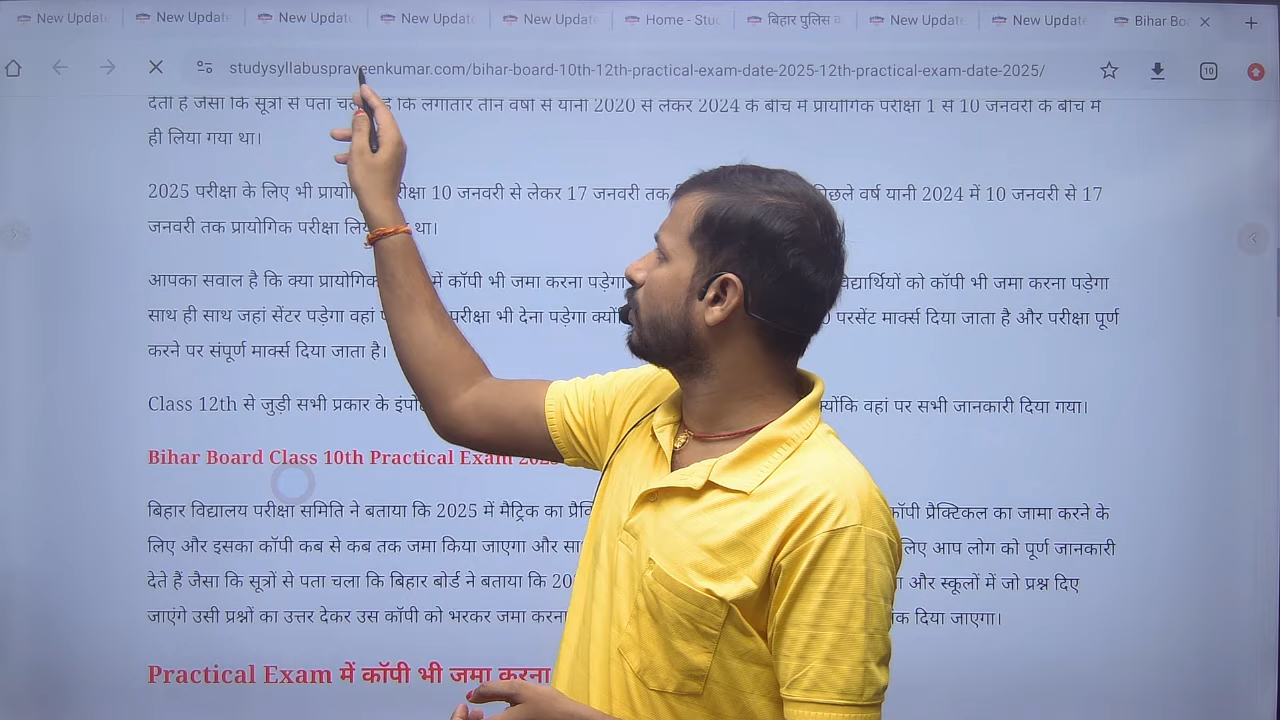 New Update New Update New Update New Update New Update Home - Stud बिहार पुलिस New Update New Update Bihar Bo
studysyllabuspraveenkumar.com/bihar-board-10th-12th-practical-exam-date-2025-12th-practical-exam-date-2025/
10
देती है जैसा कि सूत्रों से पता कि लगातार तीन वर्षों से यानी 2020 से लेकर 2024 के बीच में प्रायोगिक परीक्षा 1 से 10 जनवरी के बीच में
ही लिया गया था।
2025 परीक्षा के लिए भी 10 जनवरी से लेकर 17 जनवरी तक पिछले वर्ष यानी 2024 में 10 जनवरी से 17
जनवरी तक प्रायोगिक परीक्षा था।
आपका सवाल है कि क्या प्रायोगिक में कॉपी भी जमा करना पड़ेगा विद्यार्थियों को कॉपी भी जमा करना पड़ेगा
साथ ही साथ जहां सेंटर पड़ेगा वहां परीक्षा भी देना पड़ेगा परसेंट मार्क्स दिया जाता है और परीक्षा पूर्ण
करने पर संपूर्ण मार्क्स दिया जाता है।
Class 12th से जुड़ी सभी प्रकार के क्योंकि वहां पर सभी जानकारी दिया गया।
Bihar Board Class 10th Practical Exam 2025
बिहार विद्यालय परीक्षा समिति ने बताया कि 2025 में मैट्रिक का कॉपी प्रैक्टिकल का जामा करने के
लिए और इसका कॉपी कब से कब तक जमा किया जाएगा और लिए आप लोग को पूर्ण जानकारी
देते हैं जैसा कि सूत्रों से पता चला कि बिहार बोर्ड ने बताया कि और स्कूलों में जो प्रश्न दिए
जाएंगे उसी प्रश्नों का उत्तर देकर उस कॉपी को भरकर जमा दिया जाएगा।
Practical Exam में कॉपी भी जमा करना